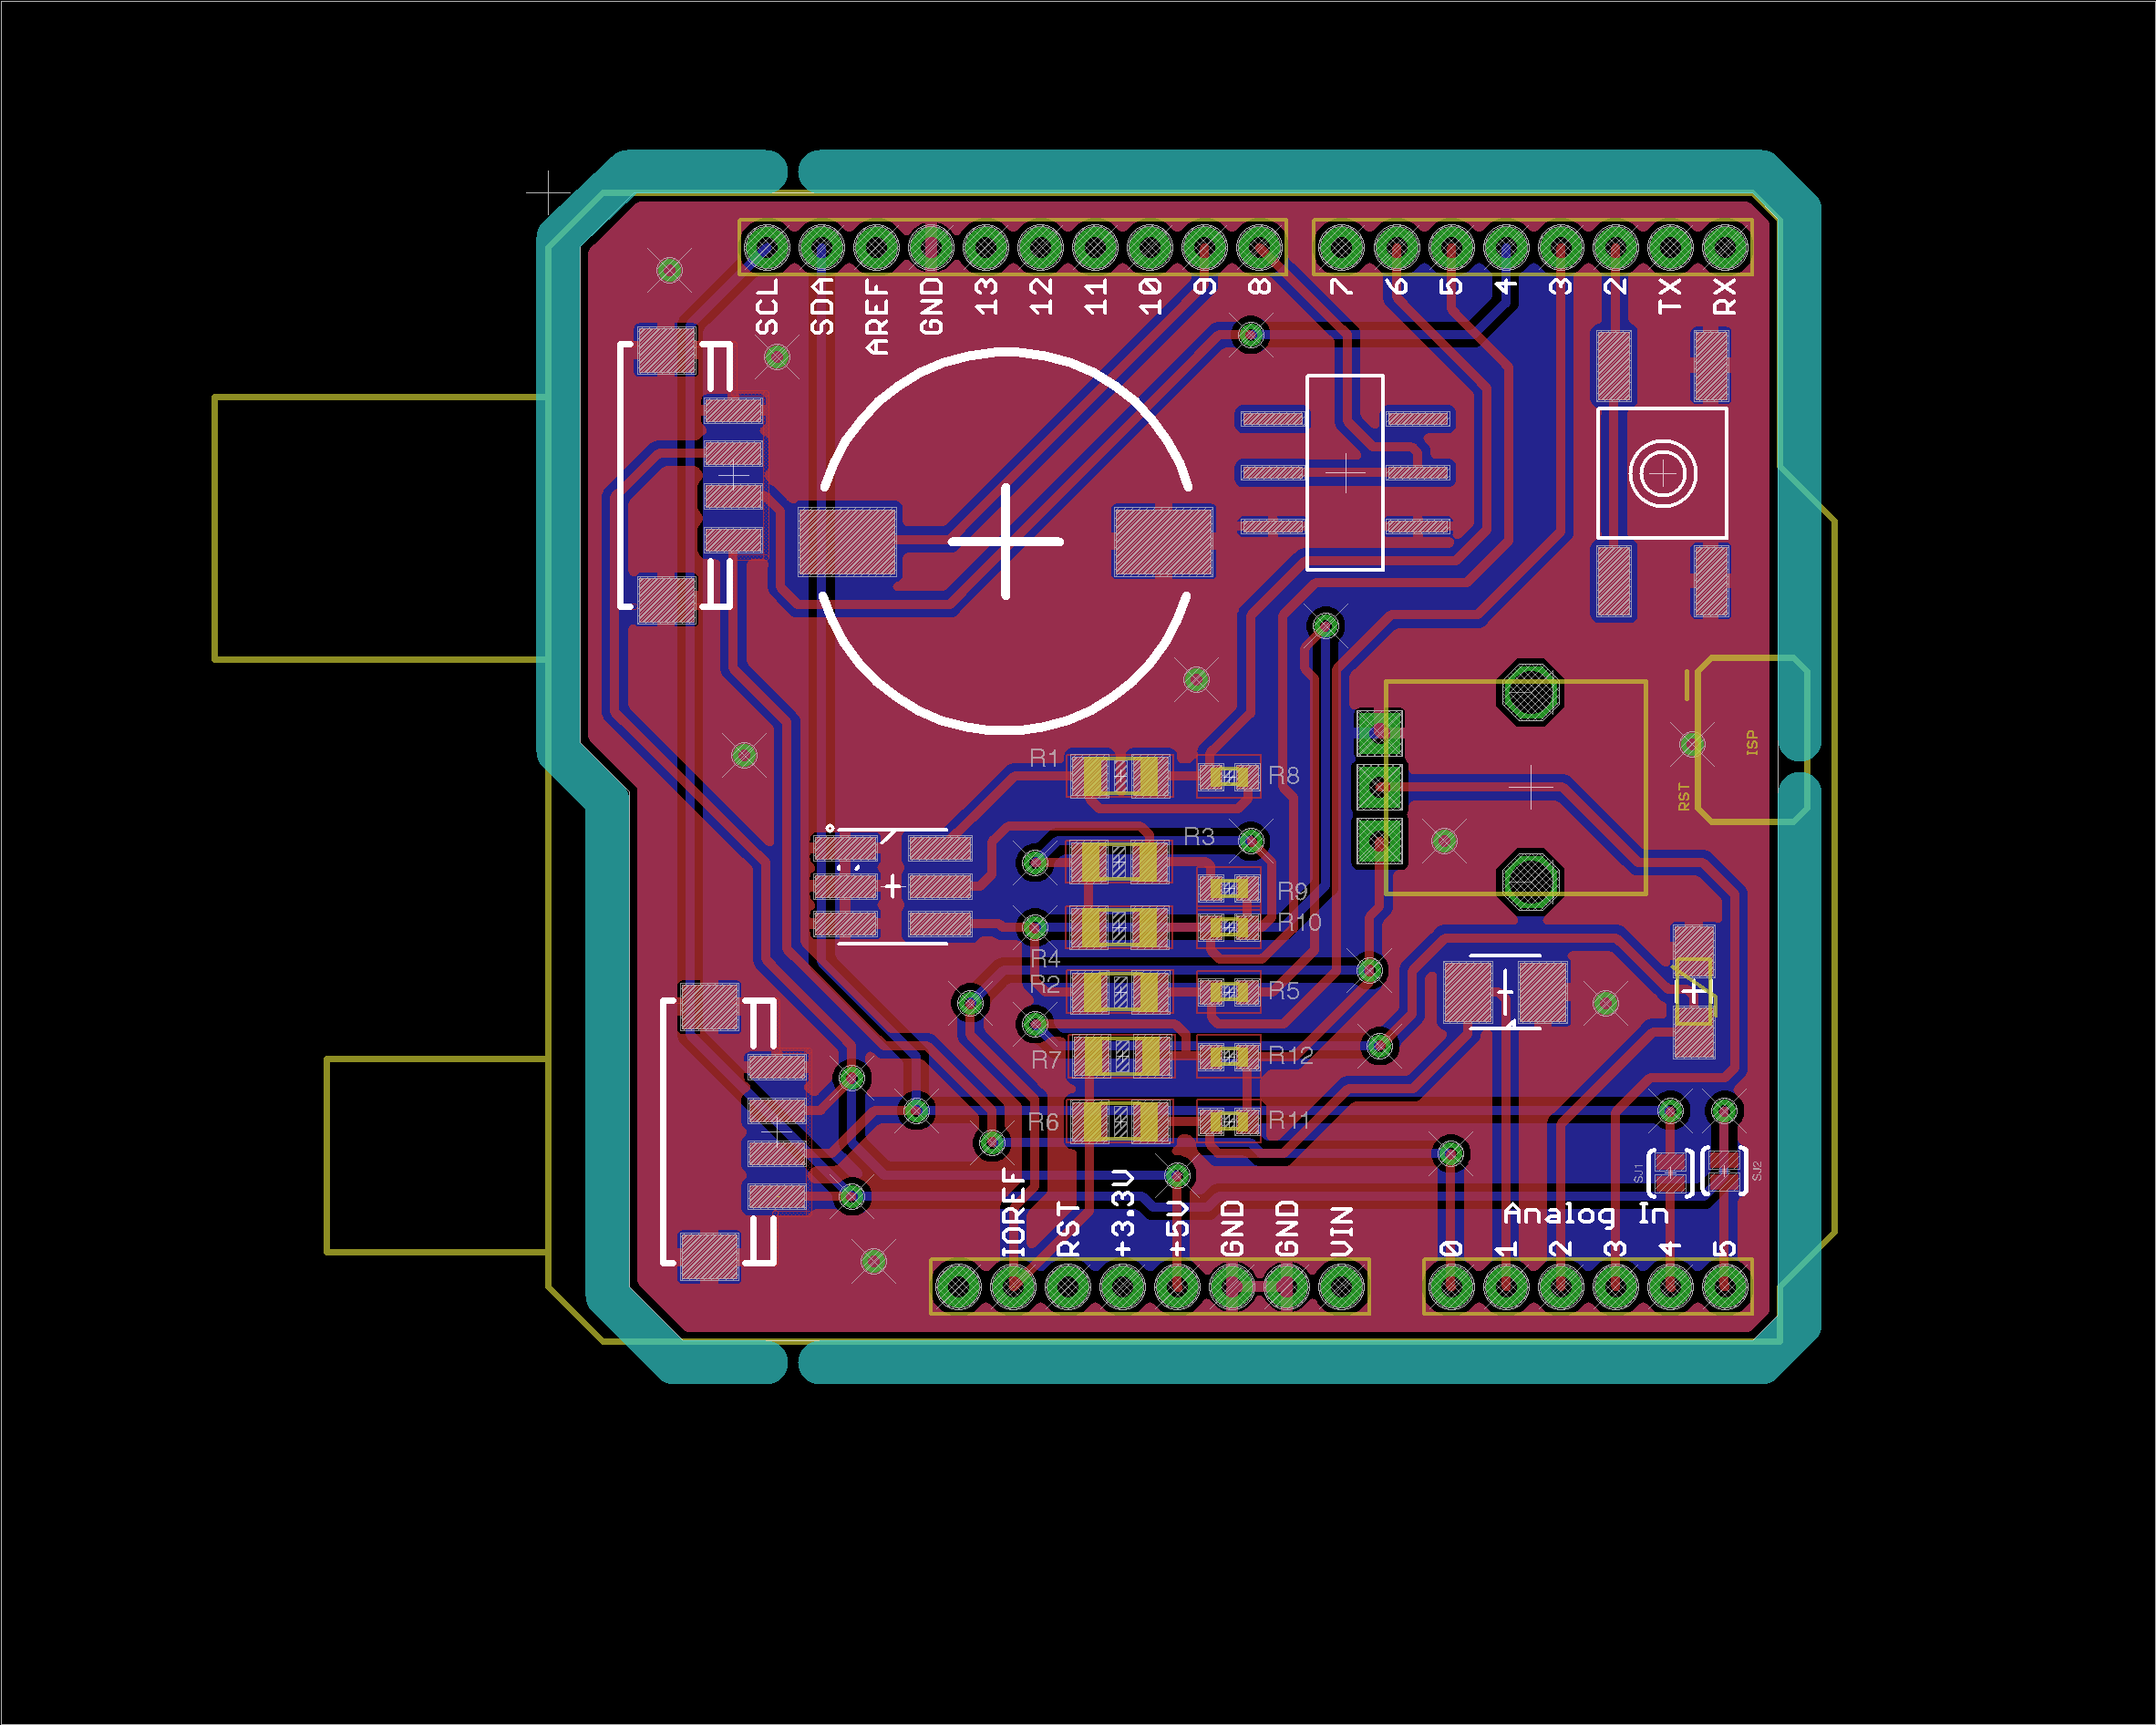 SCL
SDA
AREF
GND
13
12
11
10
9
8
7
6
5
4
3
2
TX
RX
ISP
RST
R1
R8
R3
R9
R10
R4
R2
R5
R7
R12
R6
R11
SJ1
SJ2
IOREF
RST
+3.3V
+5V
GND
GND
VIN
Analog In
0
1
2
3
4
5